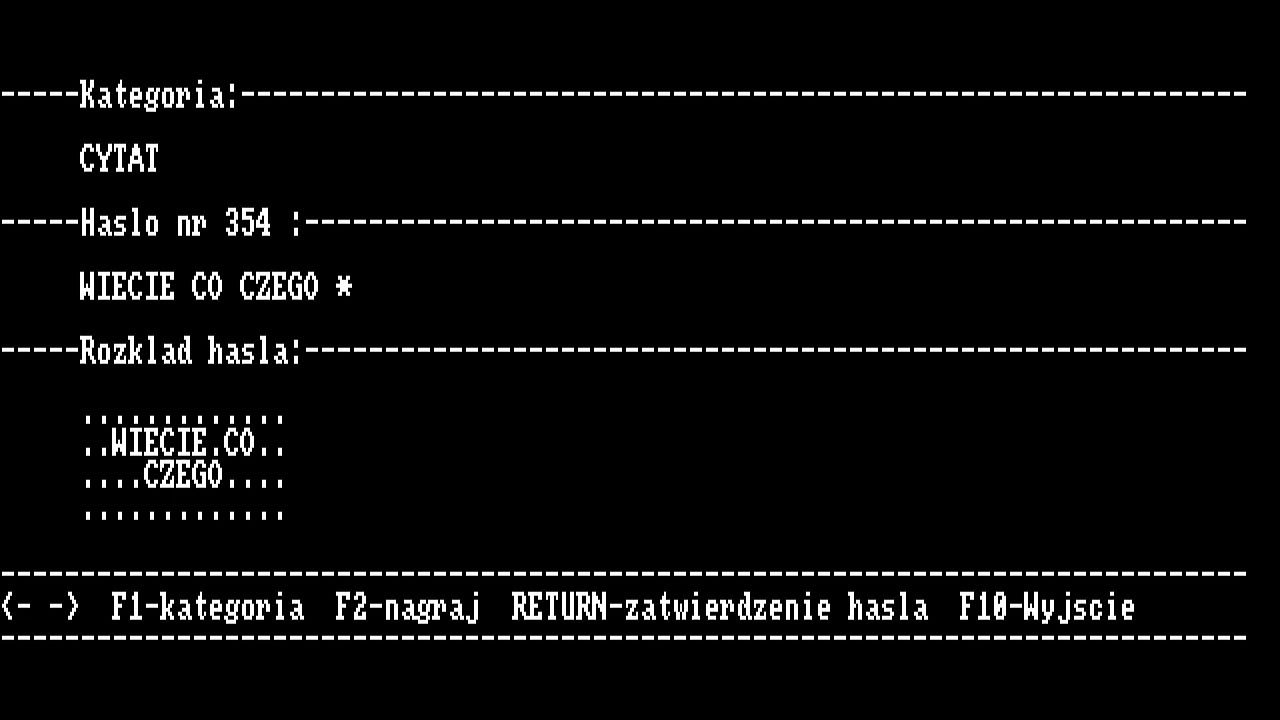 -----Kategoria:---------------------------------------------------------------
CYTAT
-----Haslo nr 354 :-----------------------------------------------------------
WIECIE CO CZEGO *
-----Rozklad hasla:-----------------------------------------------------------
.............
..WIECIE.CO..
....CZEGO....
.............
------------------------------------------------------------------------------
<- -> F1-kategoria F2-nagraj RETURN-zatwierdzenie hasla F10-Wyjscie
------------------------------------------------------------------------------